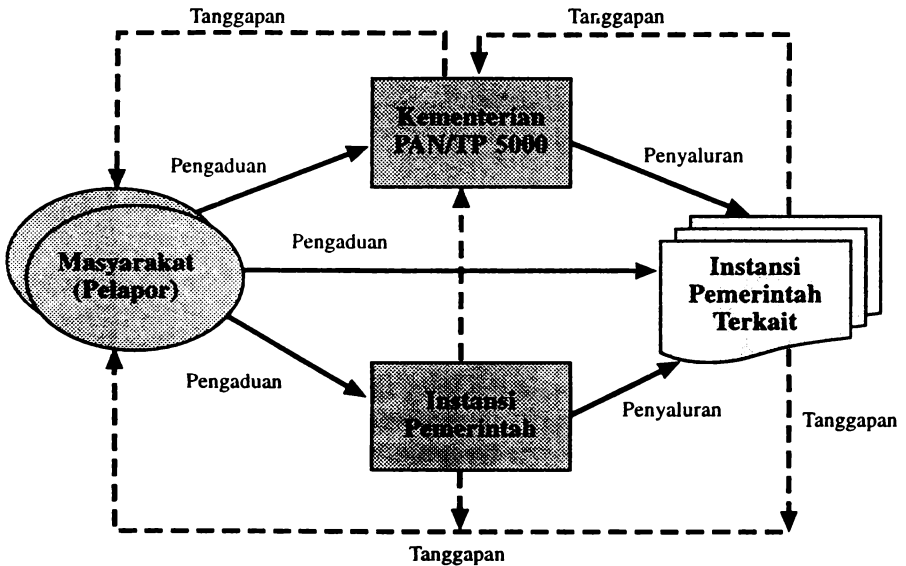 Tanggapan
Tanggapan
Kementerian
PAN/TP 5000
Pengaduan
Penyaluran
Pengaduan
Masyarakat
(Pelapor)
Instansi
Pemerintah
Terkait
Pengaduan
Instansi
Pemerintah
Penyaluran
Tanggapan
Tanggapan